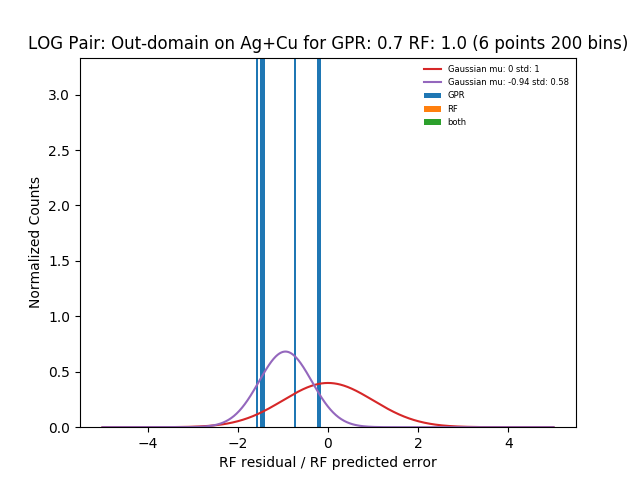 LOG Pair: Out-domain on Ag+Cu for GPR: 0.7 RF: 1.0 (6 points 200 bins)
Gaussian mu: 0 std: 1
Gaussian mu: -0.94 std: 0.58
GPR
RF
both
Normalized Counts
3.0
2.5
2.0
1.5
1.0
0.5
0.0
−4
−2
0
2
4
RF residual / RF predicted error